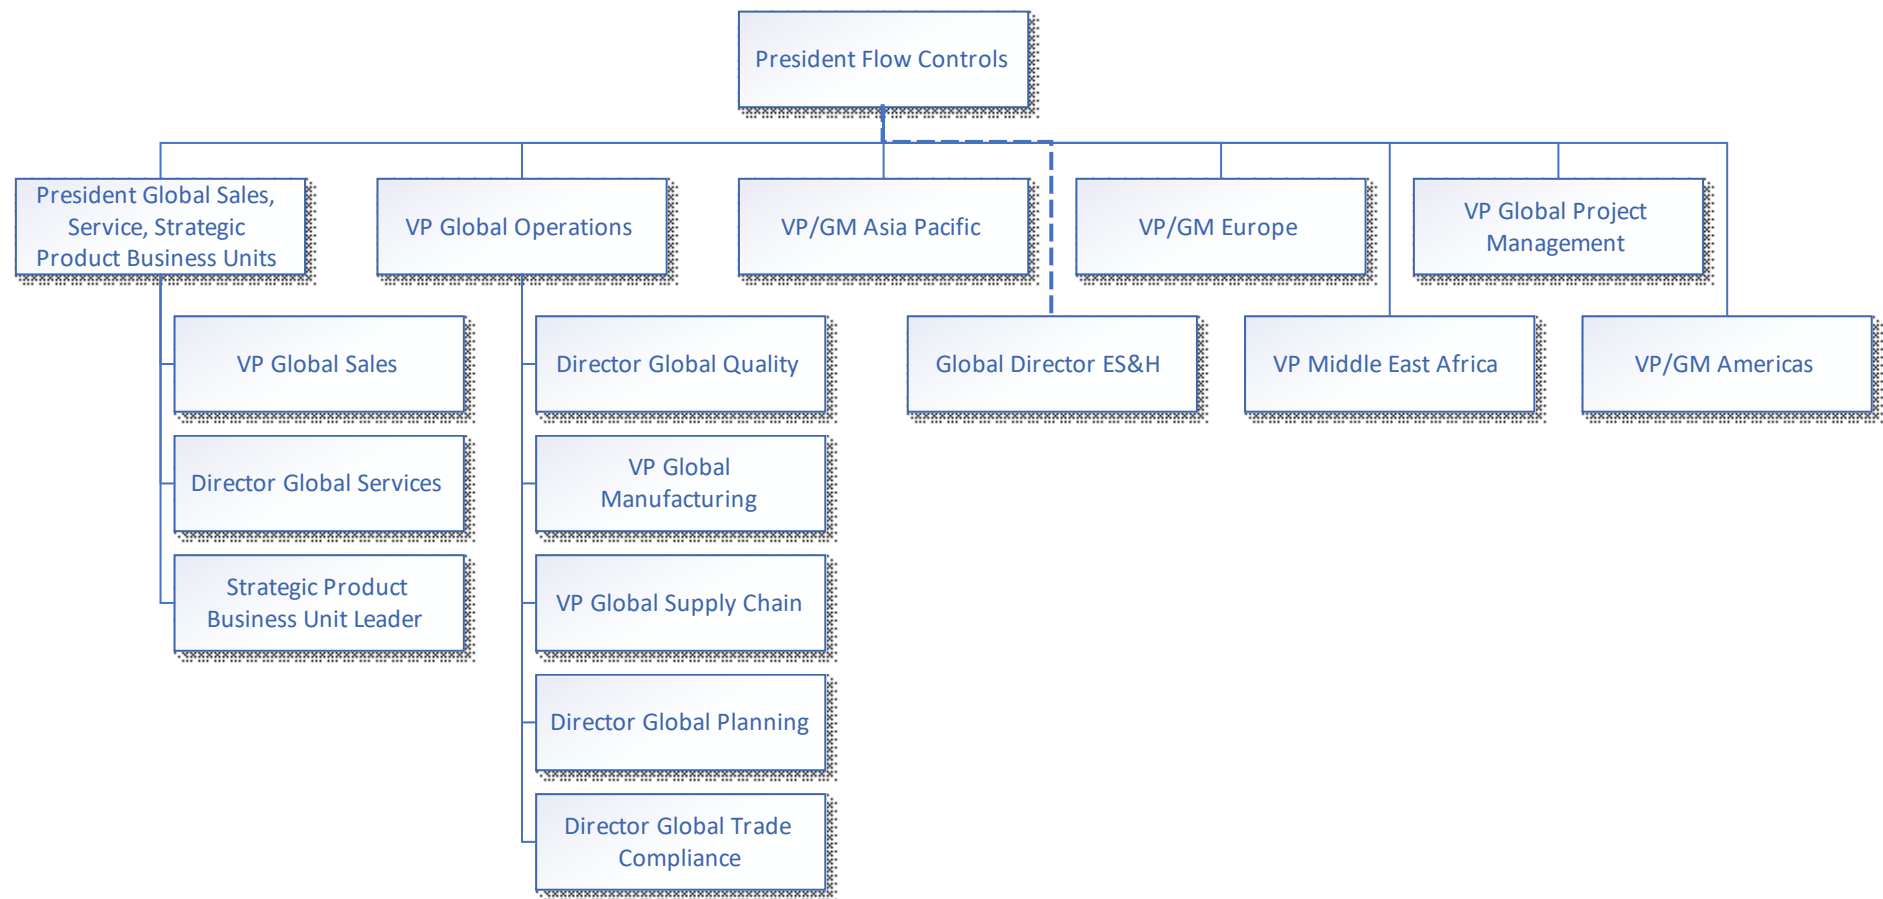 President Flow Controls
President Global Sales,
Service, Strategic
Product Business Units
VP Global Operations
VP/GM Asia Pacific
VP/GM Europe
VP Global Project
Management
VP Global Sales
Director Global Quality
Global Director ES&H
VP Middle East Africa
VP/GM Americas
Director Global Services
VP Global
Manufacturing
Strategic Product
Business Unit Leader
VP Global Supply Chain
Director Global Planning
Director Global Trade
Compliance